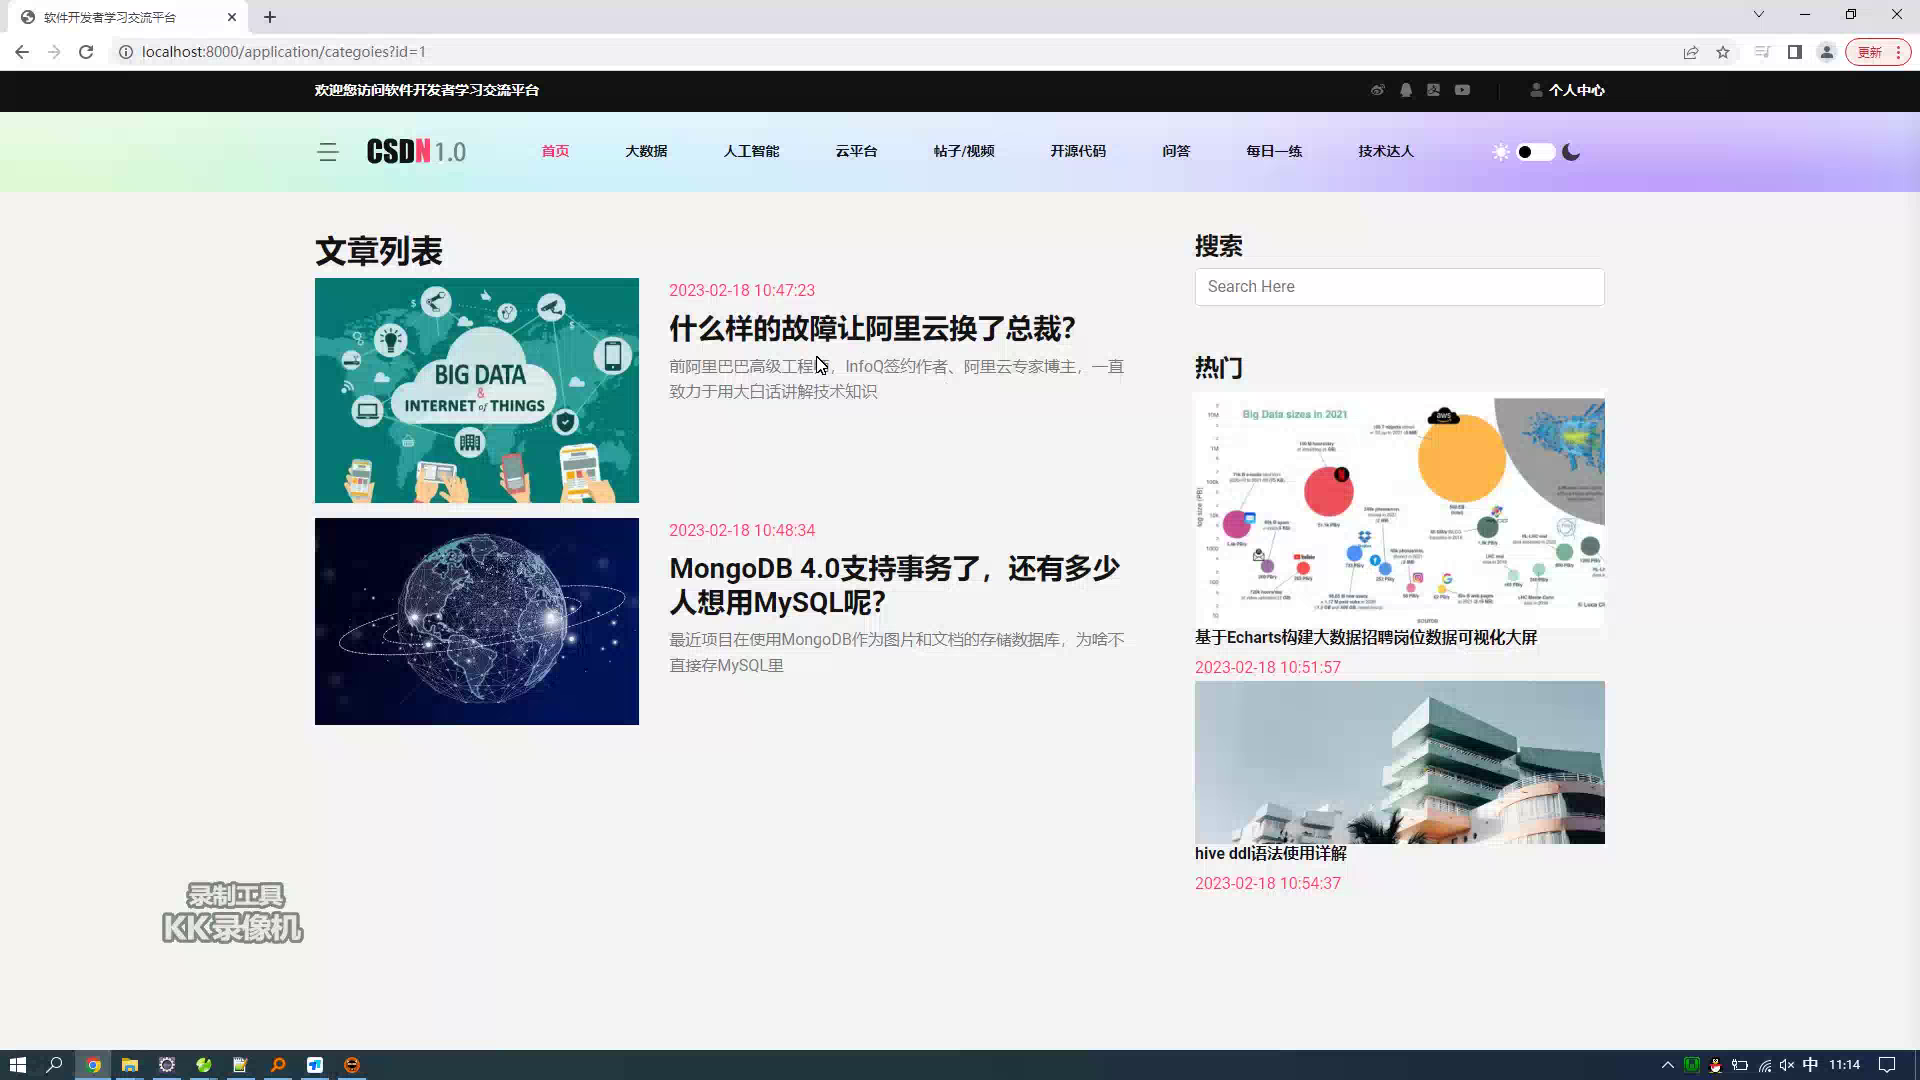 软件开发者学习交流平台
localhost:8000/application/categoies?id=1
更新
欢迎您访问软件开发者学习交流平台
个人中心
CSDN 1.0
首页
大数据
人工智能
云平台
帖子/视频
开源代码
问答
每日一练
技术达人
文章列表
BIG DATA
&
INTERNET of THINGS
2023-02-18 10:47:23
什么样的故障让阿里云换了总裁？
前阿里巴巴高级工程，InfoQ签约作者、阿里云专家博主，一直
致力于用大白话讲解技术知识
2023-02-18 10:48:34
MongoDB 4.0支持事务了，还有多少
人想用MySQL呢？
最近项目在使用MongoDB作为图片和文档的存储数据库，为啥不
直接存MySQL里
搜索
Search Here
热门
Big Data sizes in 2021
aws
基于Echarts构建大数据招聘岗位数据可视化大屏
2023-02-18 10:51:57
hive ddl语法使用详解
2023-02-18 10:54:37
录制工具
KK录像机
中
11:14